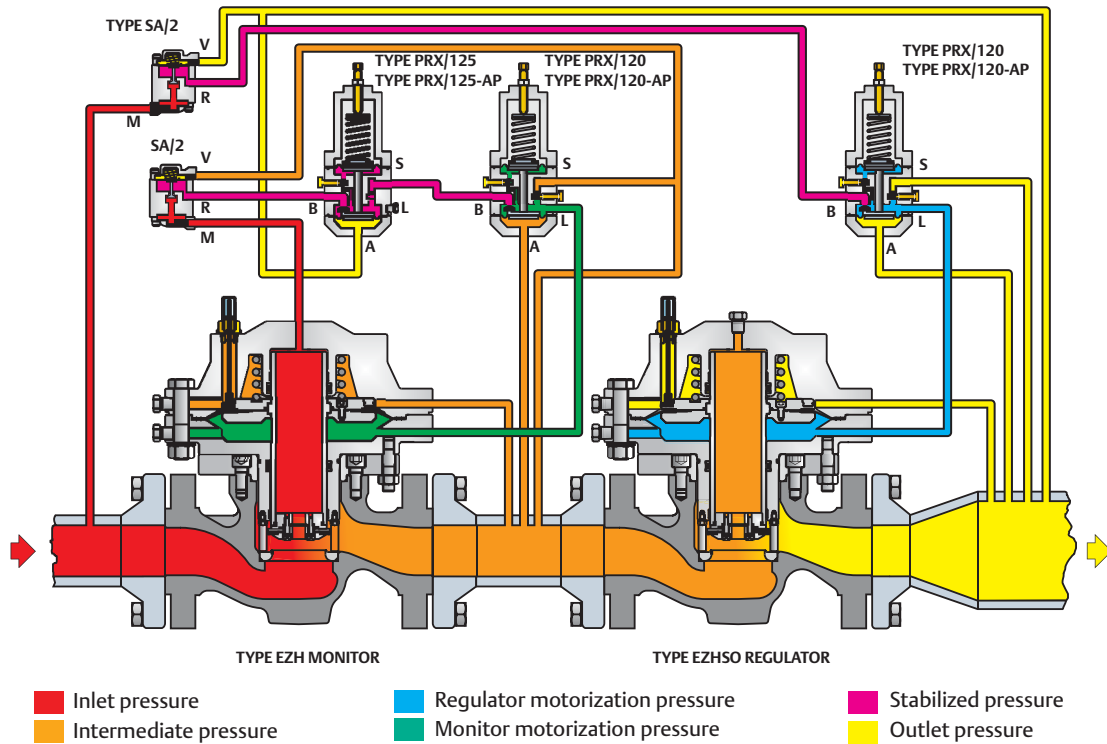 TYPE SA/2
V
R
M
SA/2
V
R
M
TYPE PRX/125
TYPE PRX/125-AP
S
B
L
A
TYPE PRX/120
TYPE PRX/120-AP
S
B
L
A
TYPE PRX/120
TYPE PRX/120-AP
S
B
L
A
TYPE EZH MONITOR
TYPE EZHSO REGULATOR
Inlet pressure
Intermediate pressure
Regulator motorization pressure
Monitor motorization pressure
Stabilized pressure
Outlet pressure